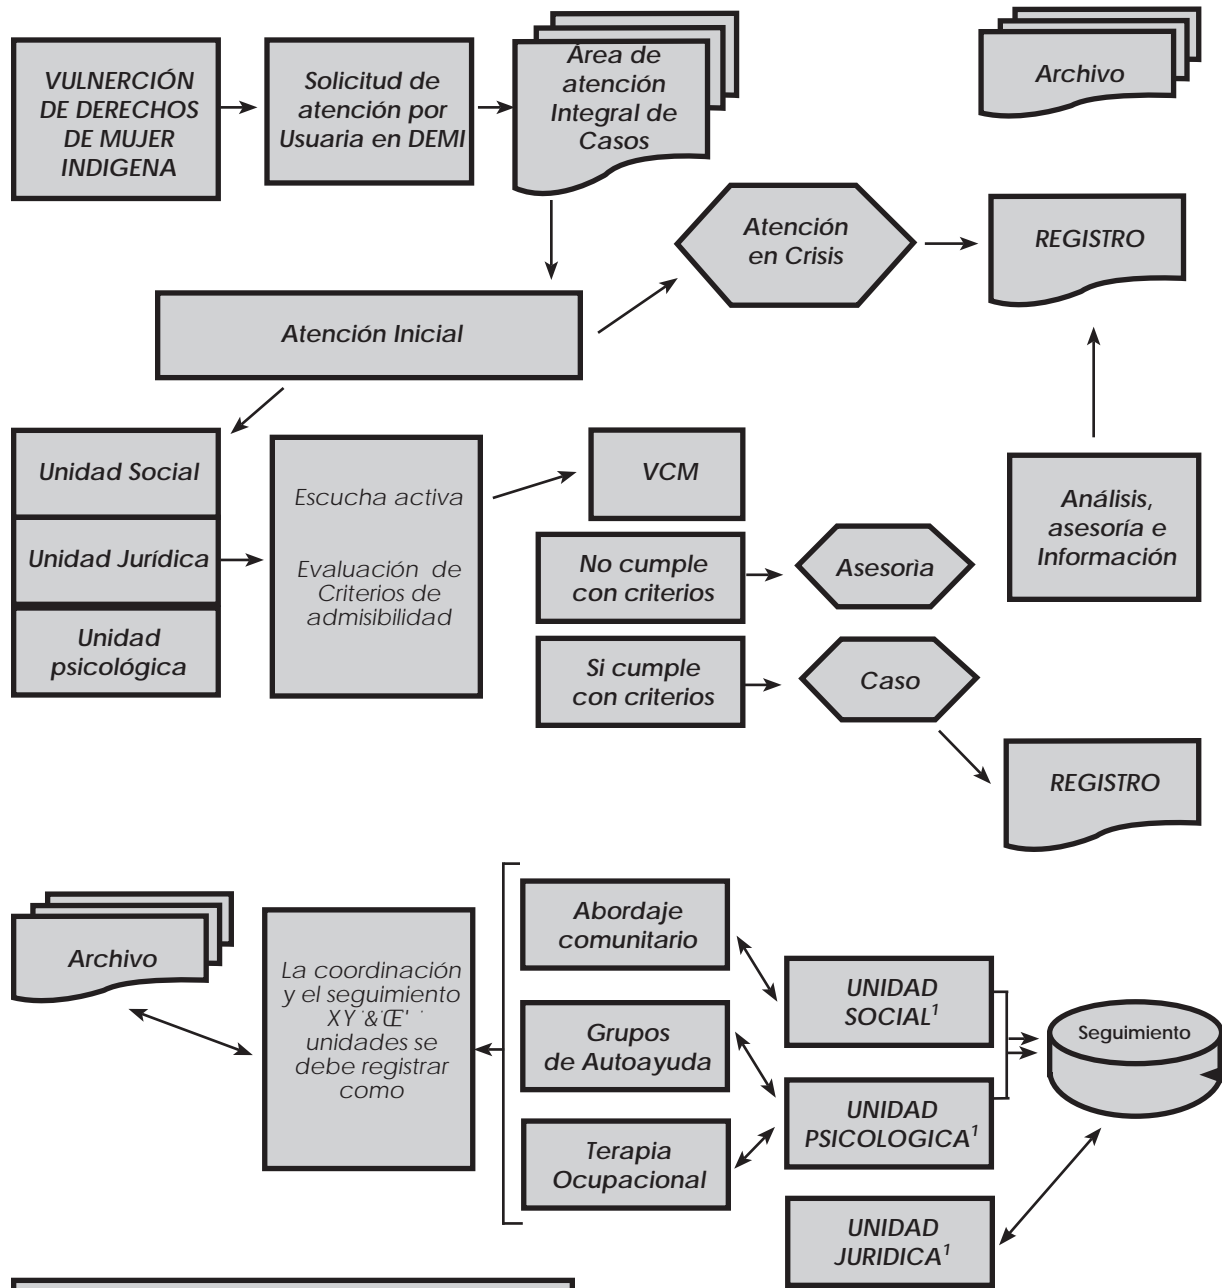 VULNERCIÓN
DE DERECHOS
DE MUJER
INDIGENA
Solicitud de
atención por
Usuaria en DEMI
Área de
atención
Integral de
Casos
Archivo
Atención
en Crisis
REGISTRO
Atención Inicial
Unidad Social
Unidad Jurídica
Unidad
psicológica
Escucha activa
Evaluación de
Criterios de
admisibilidad
VCM
No cumple
con criterios
Asesorìa
Si cumple
con criterios
Caso
Análisis,
asesoría e
Información
REGISTRO
Archivo
La coordinación
y el seguimiento
XY¨&¨Œ'
unidades se
debe registrar
como
Abordaje
comunitario
Grupos
de Autoayuda
Terapia
Ocupacional
UNIDAD
SOCIAL¹
UNIDAD
PSICOLOGICA¹
UNIDAD
JURIDICA¹
Seguimiento